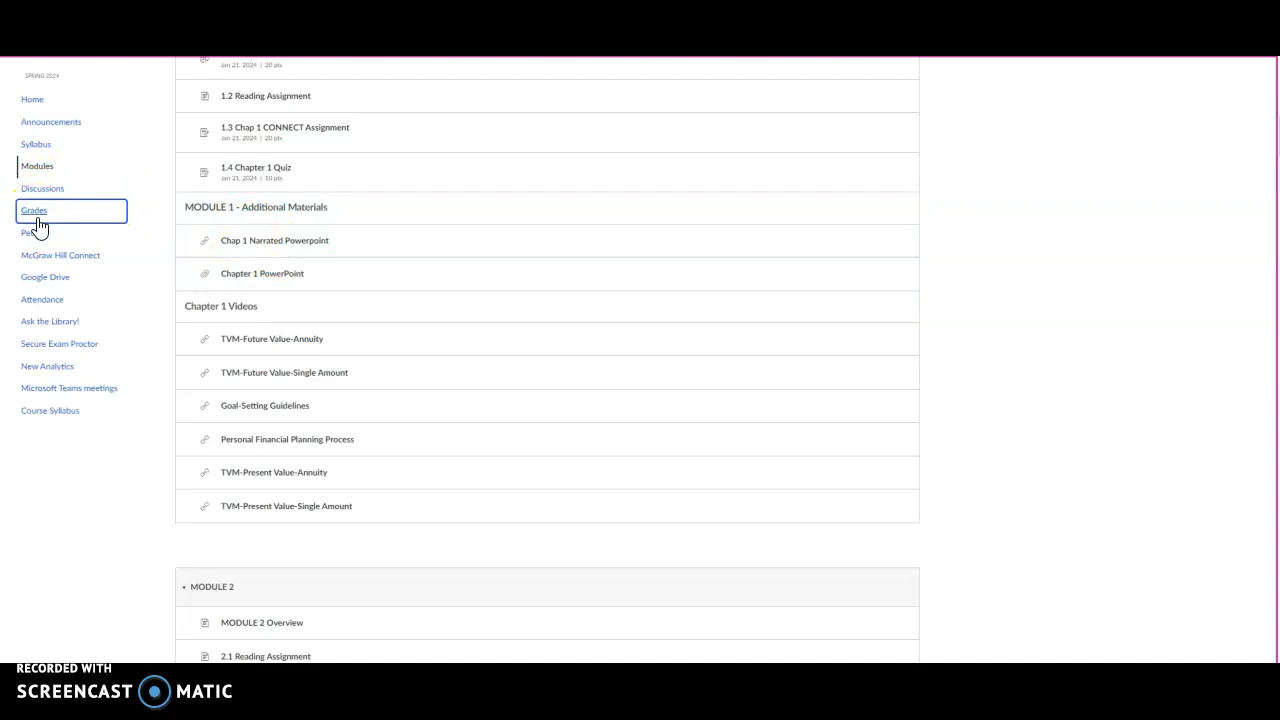 SPRING 2024
Home
Announcements
Syllabus
Modules
Discussions
Grades
McGraw Hill Connect
Google Drive
Attendance
Ask the Library!
Secure Exam Proctor
New Analytics
Microsoft Teams meetings
Course Syllabus
Jan 21, 2024 | 20 pts
1.2 Reading Assignment
1.3 Chap 1 CONNECT Assignment
Jan 21, 2024 | 20 pts
1.4 Chapter 1 Quiz
Jan 21, 2024 | 10 pts
MODULE 1 - Additional Materials
Chap 1 Narrated Powerpoint
Chapter 1 PowerPoint
Chapter 1 Videos
TVM-Future Value-Annuity
TVM-Future Value-Single Amount
Goal-Setting Guidelines
Personal Financial Planning Process
TVM-Present Value-Annuity
TVM-Present Value-Single Amount
MODULE 2
MODULE 2 Overview
2.1 Reading Assignment
RECORDED WITH
SCREENCAST MATIC